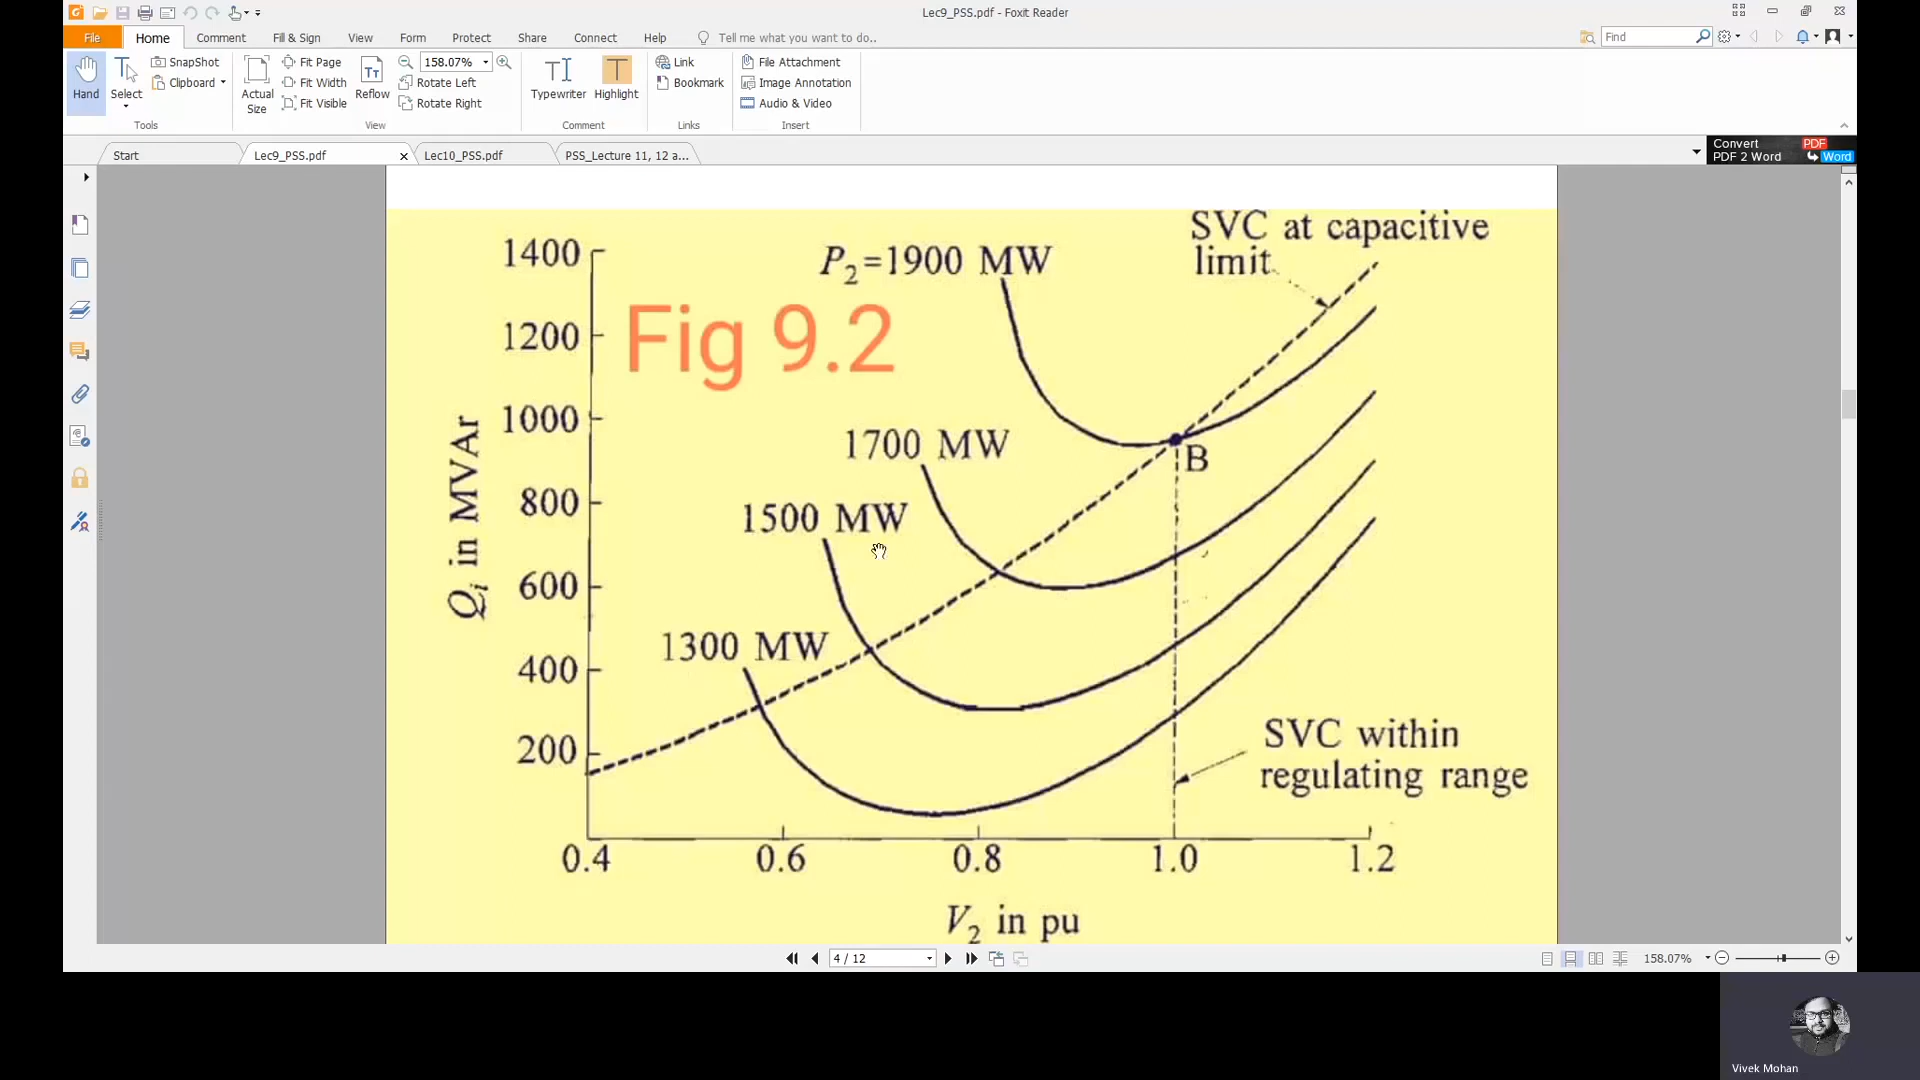 Lec9_PSS.pdf - Foxit Reader
File Home Comment Fill & Sign View Form Protect Share Connect Help Tell me what you want to do.. Find
Hand Select SnapShot Clipboard
Tools
Actual Size Fit Page Fit Width Fit Visible Reflow 158.07% Rotate Left Rotate Right
View
Typewriter Highlight
Comment
Link Bookmark
Links
File Attachment Image Annotation Audio & Video
Insert
Start Lec9_PSS.pdf Lec10_PSS.pdf PSS_Lecture 11, 12 a...
Convert PDF
PDF 2 Word Word
SVC at capacitive
limit
P2=1900 MW
Fig 9.2
1700 MW
1500 MW
1300 MW
B
SVC within
regulating range
1400
1200
1000
800
600
400
200
Qi in MVAr
0.4 0.6 0.8 1.0 1.2
V2 in pu
4 / 12 158.07%
Vivek Mohan